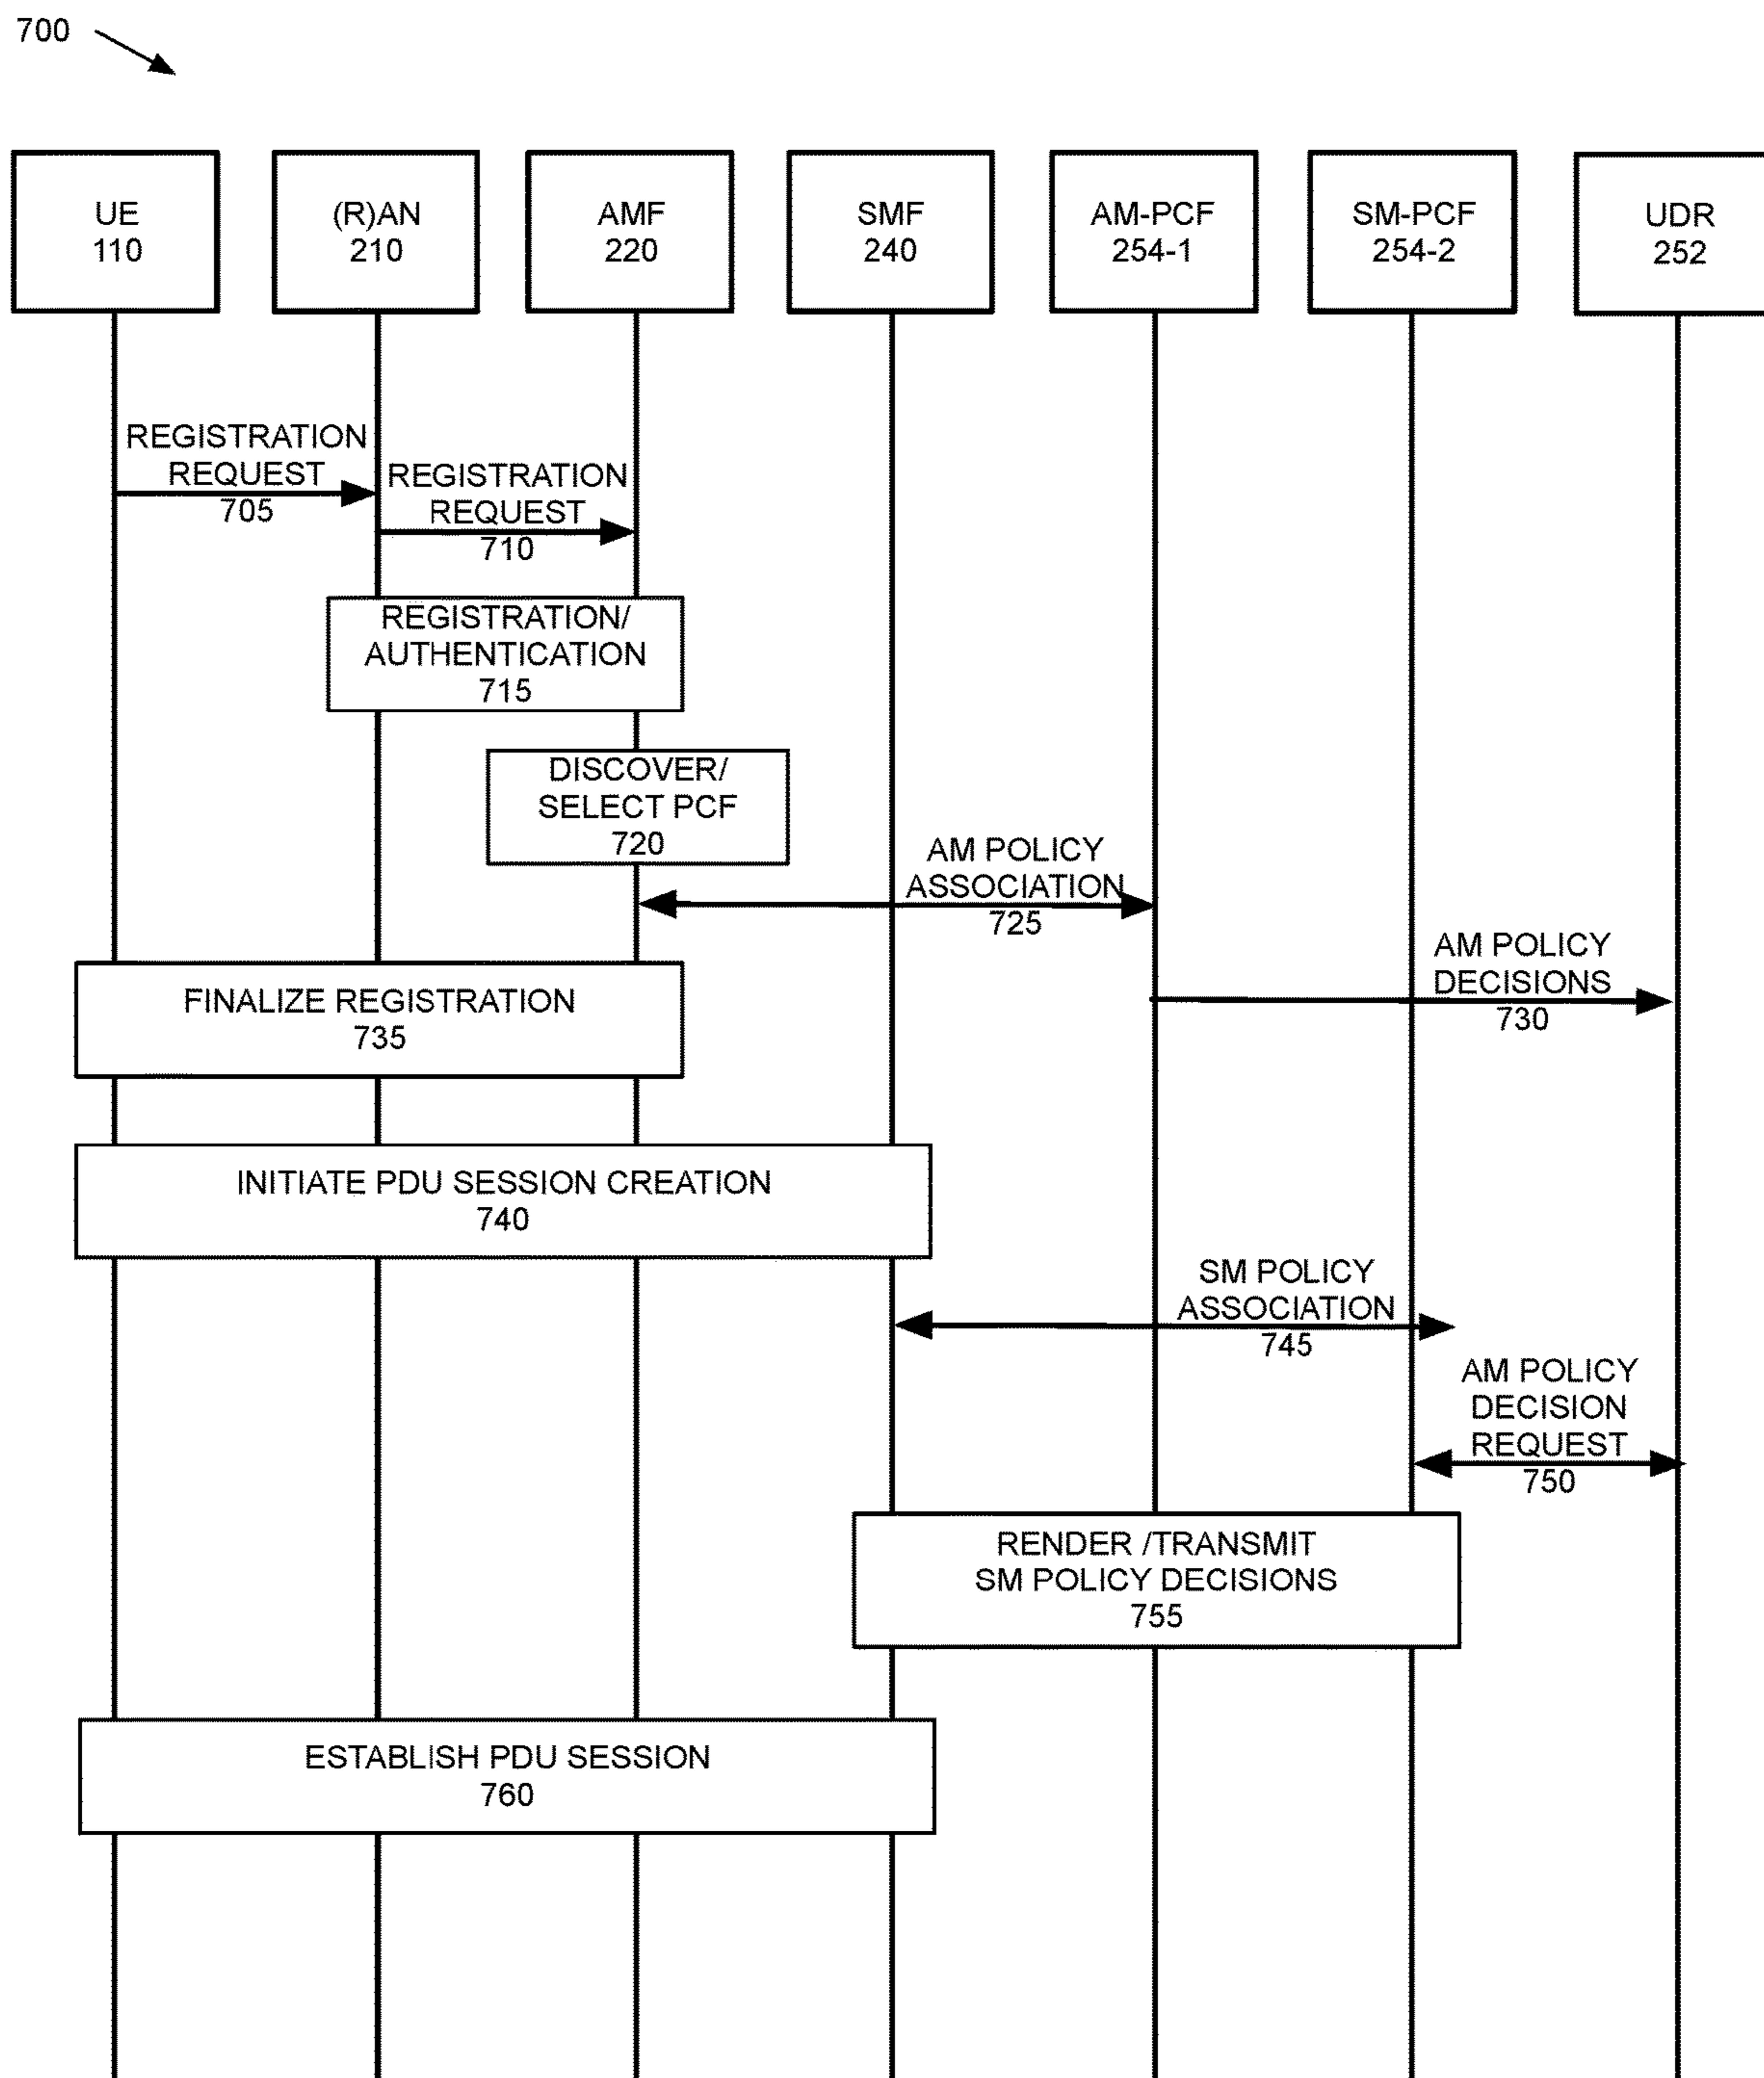 700
UE
110
(R)AN
210
AMF
220
SMF
240
AM-PCF
254-1
SM-PCF
254-2
UDR
252
REGISTRATION
REQUEST
705
REGISTRATION
REQUEST
710
REGISTRATION/
AUTHENTICATION
715
DISCOVER/
SELECT PCF
720
AM POLICY
ASSOCIATION
725
AM POLICY
DECISIONS
730
FINALIZE REGISTRATION
735
INITIATE PDU SESSION CREATION
740
SM POLICY
ASSOCIATION
745
AM POLICY
DECISION
REQUEST
750
RENDER /TRANSMIT
SM POLICY DECISIONS
755
ESTABLISH PDU SESSION
760